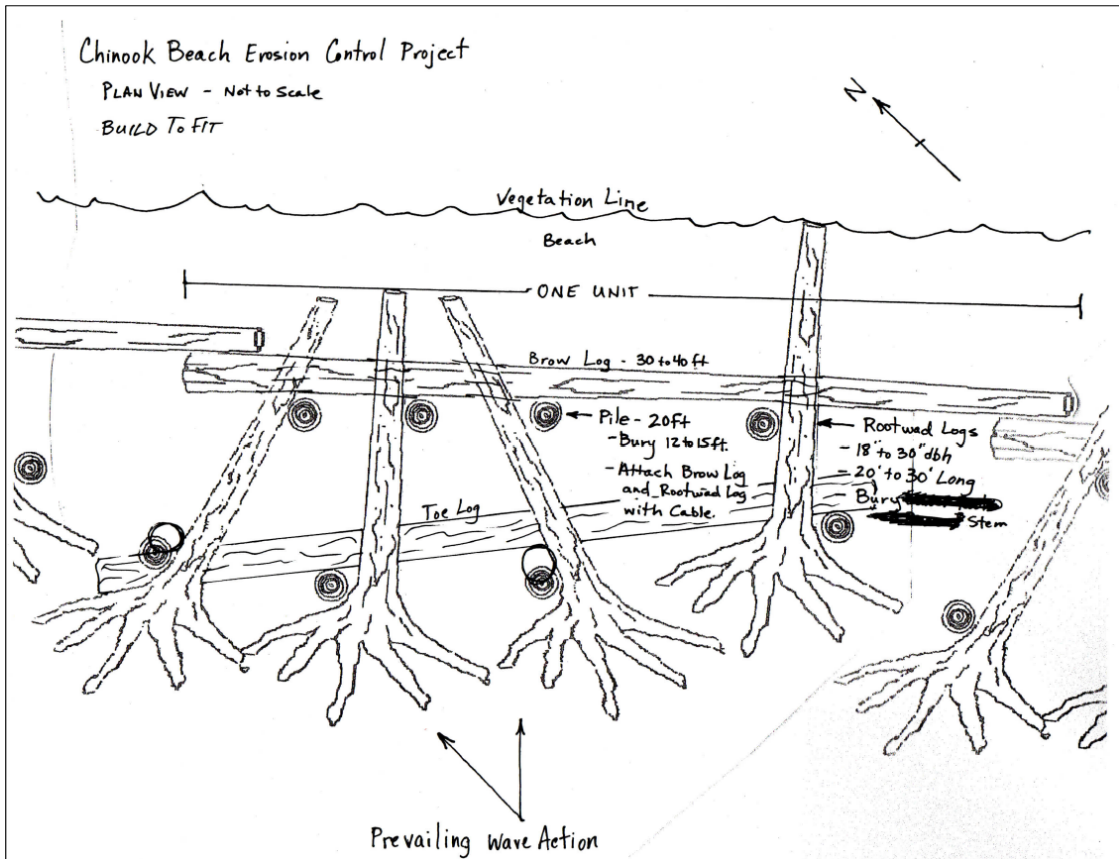 Chinook Beach Erosion Control Project
PLAN VIEW - Not to Scale
BUILD TO FIT
N
Vegetation Line
Beach
ONE UNIT
Brow Log - 30 to 40 ft
Pile - 20Ft
- Bury 12 to 15ft.
- Attach Brow Log
and Rootwad Log
with Cable.
Rootwad Logs
- 18" to 30" dbh
- 20' to 30' Long
Bury
Stem
Toe Log
Prevailing Wave Action